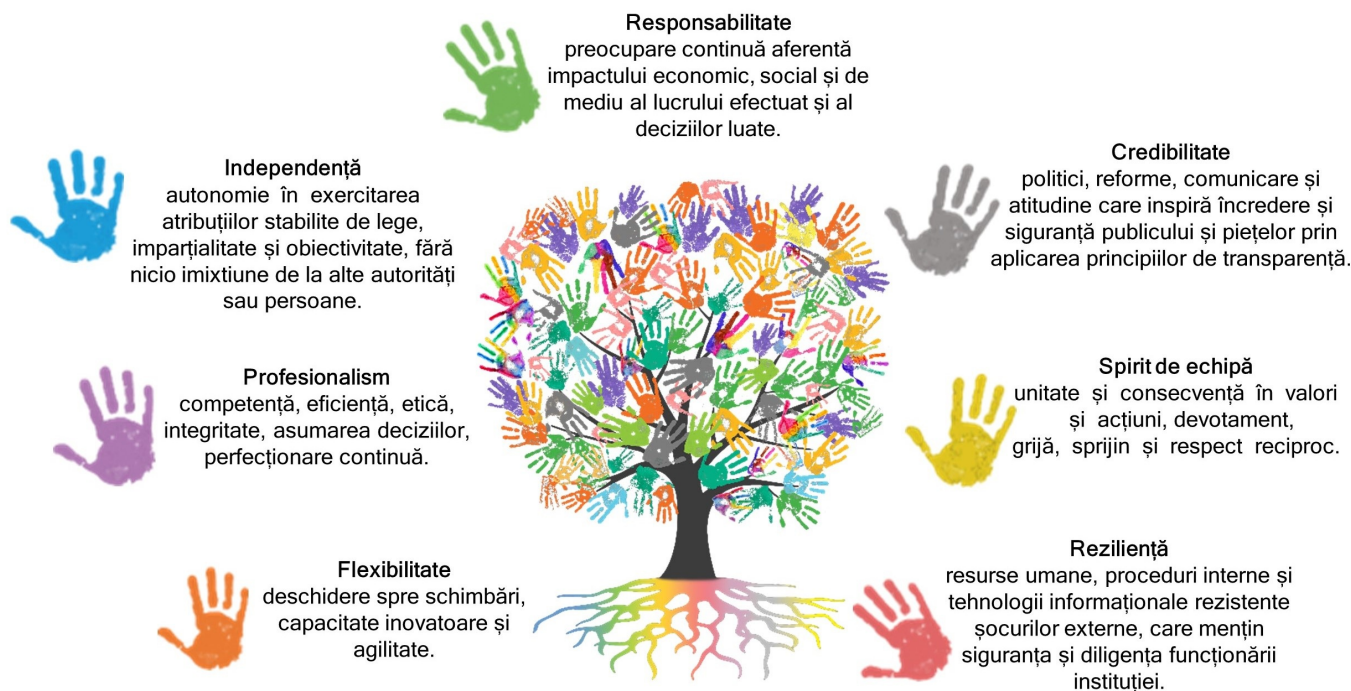 Responsabilitate
preocupare continuă aferentă
impactului economic, social și de
mediu al lucrului efectuat și al
deciziilor luate.
Independență
autonomie în exercitarea
atribuțiilor stabilite de lege,
imparțialitate și obiectivitate, fără
nicio imixtiune de la alte autorități
sau persoane.
Credibilitate
politici, reforme, comunicare și
atitudine care inspiră încredere și
siguranță publicului și piețelor prin
aplicarea principiilor de transparență.
Profesionalism
competență, eficiență, etică,
integritate, asumarea deciziilor,
perfecționare continuă.
Spirit de echipă
unitate și consecvență în valori
și acțiuni, devotament,
grijă, sprijin și respect reciproc.
Flexibilitate
deschidere spre schimbări,
capacitate inovatoare și
agilitate.
Reziliență
resurse umane, proceduri interne și
tehnologii informaționale rezistente
șocurilor externe, care mențin
siguranța și diligența funcționării
instituției.